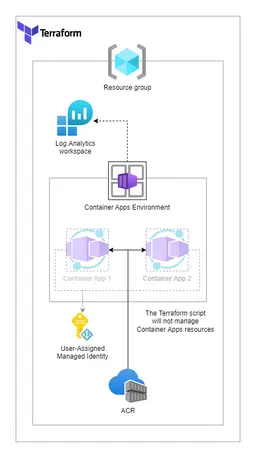 Terraform
Resource group
Log Analytics
workspace
Container Apps Environment
Container App 1
Container App 2
The Terraform script
will not manage
Container Apps resources
User-Assigned
Managed Identity
ACR